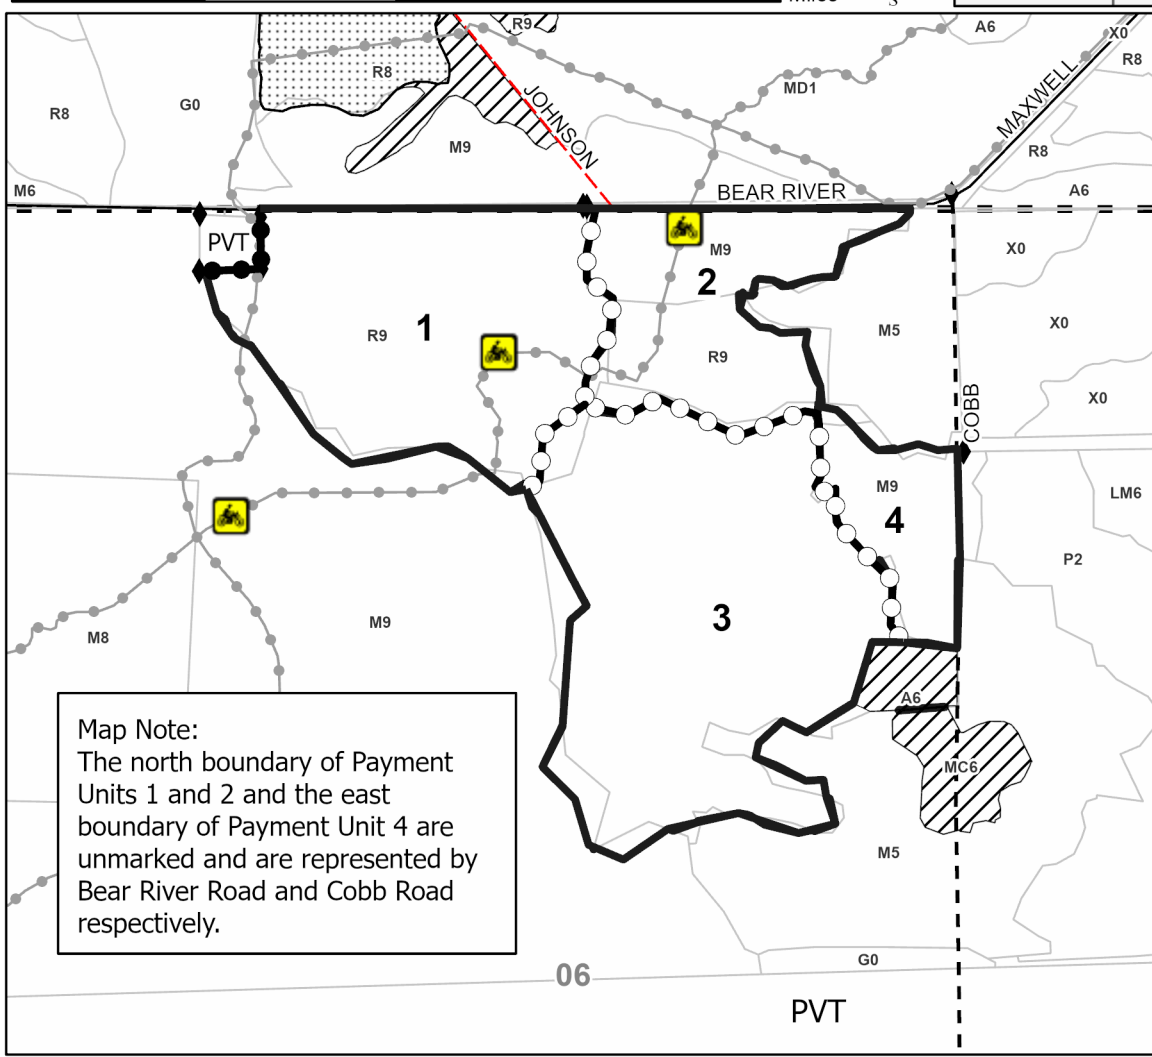 Miles
S
R9
A6
X0
R8
R8
MD1
MAXWELL
G0
R8
JOHNSON
M9
R8
M6
BEAR RIVER
A6
PVT
M9
X0
2
1
R9
M5
X0
R9
X0
COBB
M9
LM6
4
P2
3
M9
M8
A6
MC6
M5
Map Note:
The north boundary of Payment
Units 1 and 2 and the east
boundary of Payment Unit 4 are
unmarked and are represented by
Bear River Road and Cobb Road
respectively.
G0
06
PVT